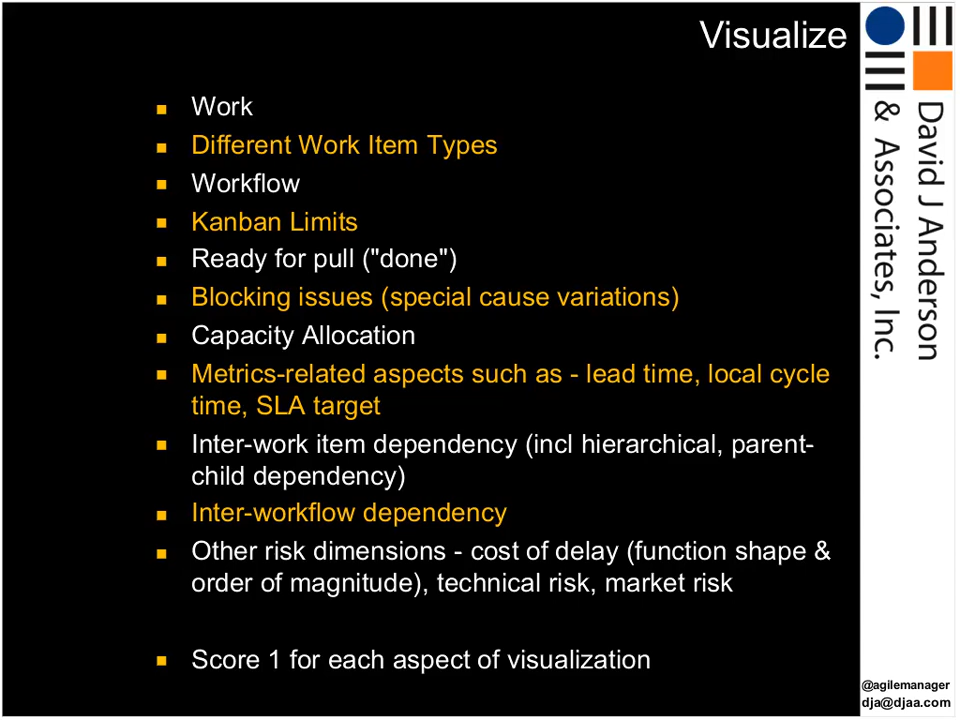 Visualize
Work
Different Work Item Types
Workflow
Kanban Limits
Ready for pull ("done")
Blocking issues (special cause variations)
Capacity Allocation
Metrics-related aspects such as - lead time, local cycle
time, SLA target
Inter-work item dependency (incl hierarchical, parent-
child dependency)
Inter-workflow dependency
Other risk dimensions - cost of delay (function shape &
order of magnitude), technical risk, market risk
Score 1 for each aspect of visualization
David J Anderson
& Associates, Inc.
@agilemanager
dja@djaa.com